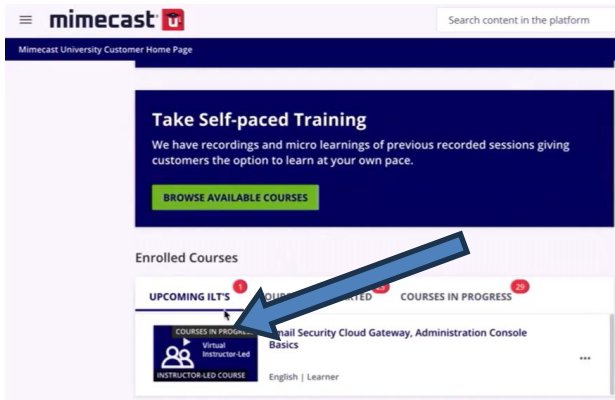 mimecast u
Search content in the platform
Mimecast University Customer Home Page
Take Self-paced Training
We have recordings and micro learnings of previous recorded sessions giving
customers the option to learn at your own pace.
BROWSE AVAILABLE COURSES
Enrolled Courses
UPCOMING ILT'S 1
COURSES IN PROGRESS 29
COURSES IN
Virtual
Instructor-Led
INSTRUCTOR-LED COURSE
Security Cloud Gateway, Administration Console
Basics
English | Learner